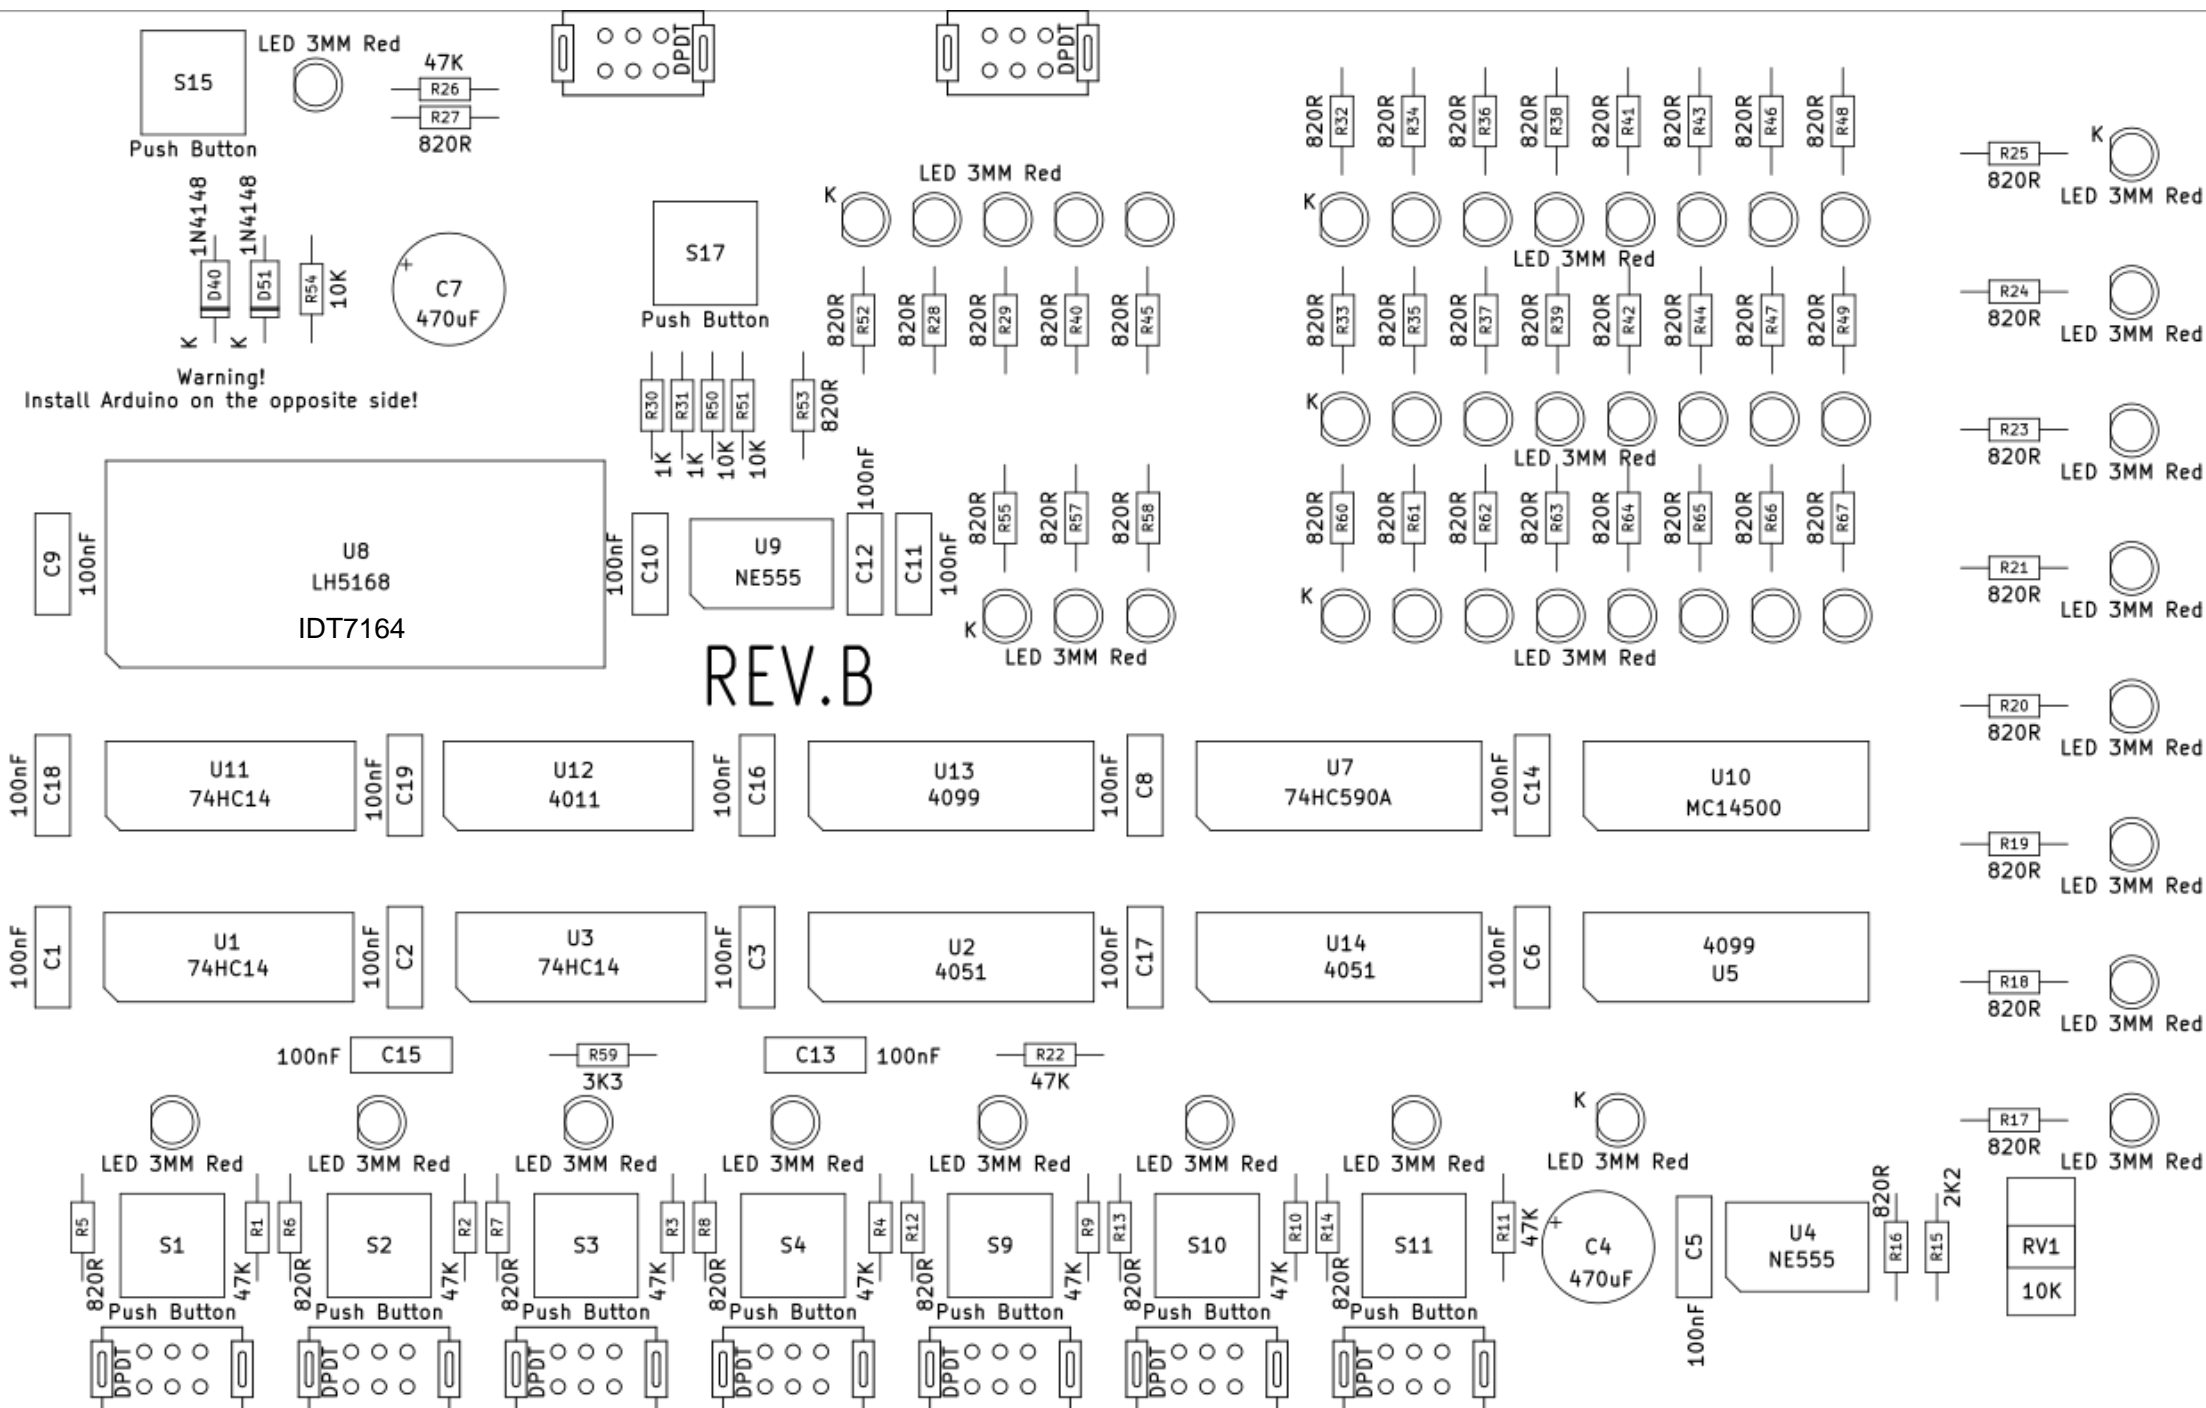 LED 3MM Red
S15
Push Button
47K
R26
R27
820R
DPDT
DPDT
1N4148
1N4148
D40
D51
R54
10K
K
K
+
C7
470uF
Warning!
Install Arduino on the opposite side!
S17
Push Button
LED 3MM Red
K
820R R52
820R R28
820R R29
820R R40
820R R45
R30
R31
R50
R51
R53
820R
1K
1K
10K
10K
820R R32
820R R34
820R R36
820R R38
820R R41
820R R43
820R R46
820R R48
K
LED 3MM Red
820R R33
820R R35
820R R37
820R R39
820R R42
820R R44
820R R47
820R R49
K
LED 3MM Red
820R R60
820R R61
820R R62
820R R63
820R R64
820R R65
820R R66
820R R67
K
LED 3MM Red
R25
820R
K
LED 3MM Red
R24
820R
LED 3MM Red
R23
820R
LED 3MM Red
R21
820R
LED 3MM Red
R20
820R
LED 3MM Red
R19
820R
LED 3MM Red
R18
820R
LED 3MM Red
R17
820R
LED 3MM Red
C9
100nF
U8
LH5168
IDT7164
100nF
C10
U9
NE555
100nF
C12
C11
100nF
820R R55
820R R57
820R R58
K
LED 3MM Red
REV.B
100nF
C18
U11
74HC14
100nF
C19
U12
4011
100nF
C16
U13
4099
100nF
C8
U7
74HC590A
100nF
C14
U10
MC14500
100nF
C1
U1
74HC14
100nF
C2
U3
74HC14
100nF
C3
U2
4051
100nF
C17
U14
4051
100nF
C6
4099
U5
100nF
C15
R59
3K3
C13
100nF
R22
47K
LED 3MM Red
LED 3MM Red
LED 3MM Red
LED 3MM Red
LED 3MM Red
LED 3MM Red
LED 3MM Red
K
LED 3MM Red
R5
820R
S1
R1
47K
Push Button
DPDT
R6
820R
S2
R2
47K
Push Button
DPDT
R7
820R
S3
R3
47K
Push Button
DPDT
R8
820R
S4
R4
47K
Push Button
DPDT
R12
820R
S9
R9
47K
Push Button
DPDT
R13
820R
S10
R10
47K
Push Button
DPDT
R14
820R
S11
R11
47K
Push Button
DPDT
+
C4
470uF
C5
100nF
U4
NE555
820R
R16
2K2
R15
RV1
10K